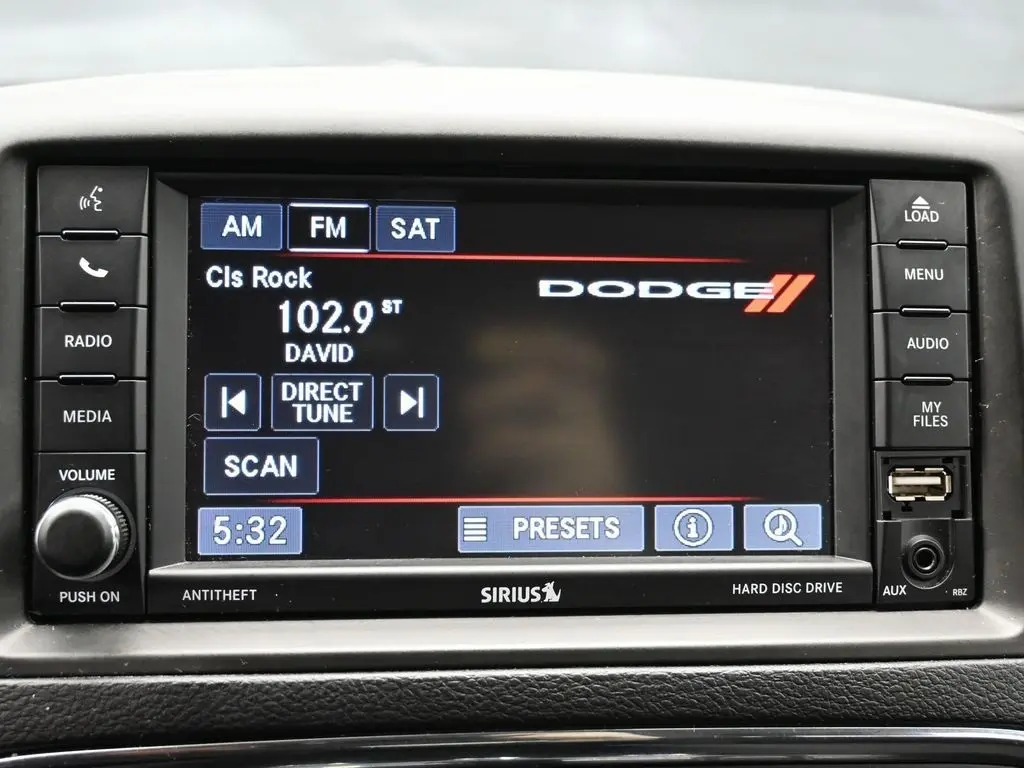 RADIO
MEDIA
VOLUME
PUSH ON
AM FM SAT
Cls Rock
102.9 ST
DAVID
DODGE
DIRECT
TUNE
SCAN
5:32 PRESETS
ANTITHEFT SIRIUS HARD DISC DRIVE
LOAD
MENU
AUDIO
MY
FILES
AUX RBZ